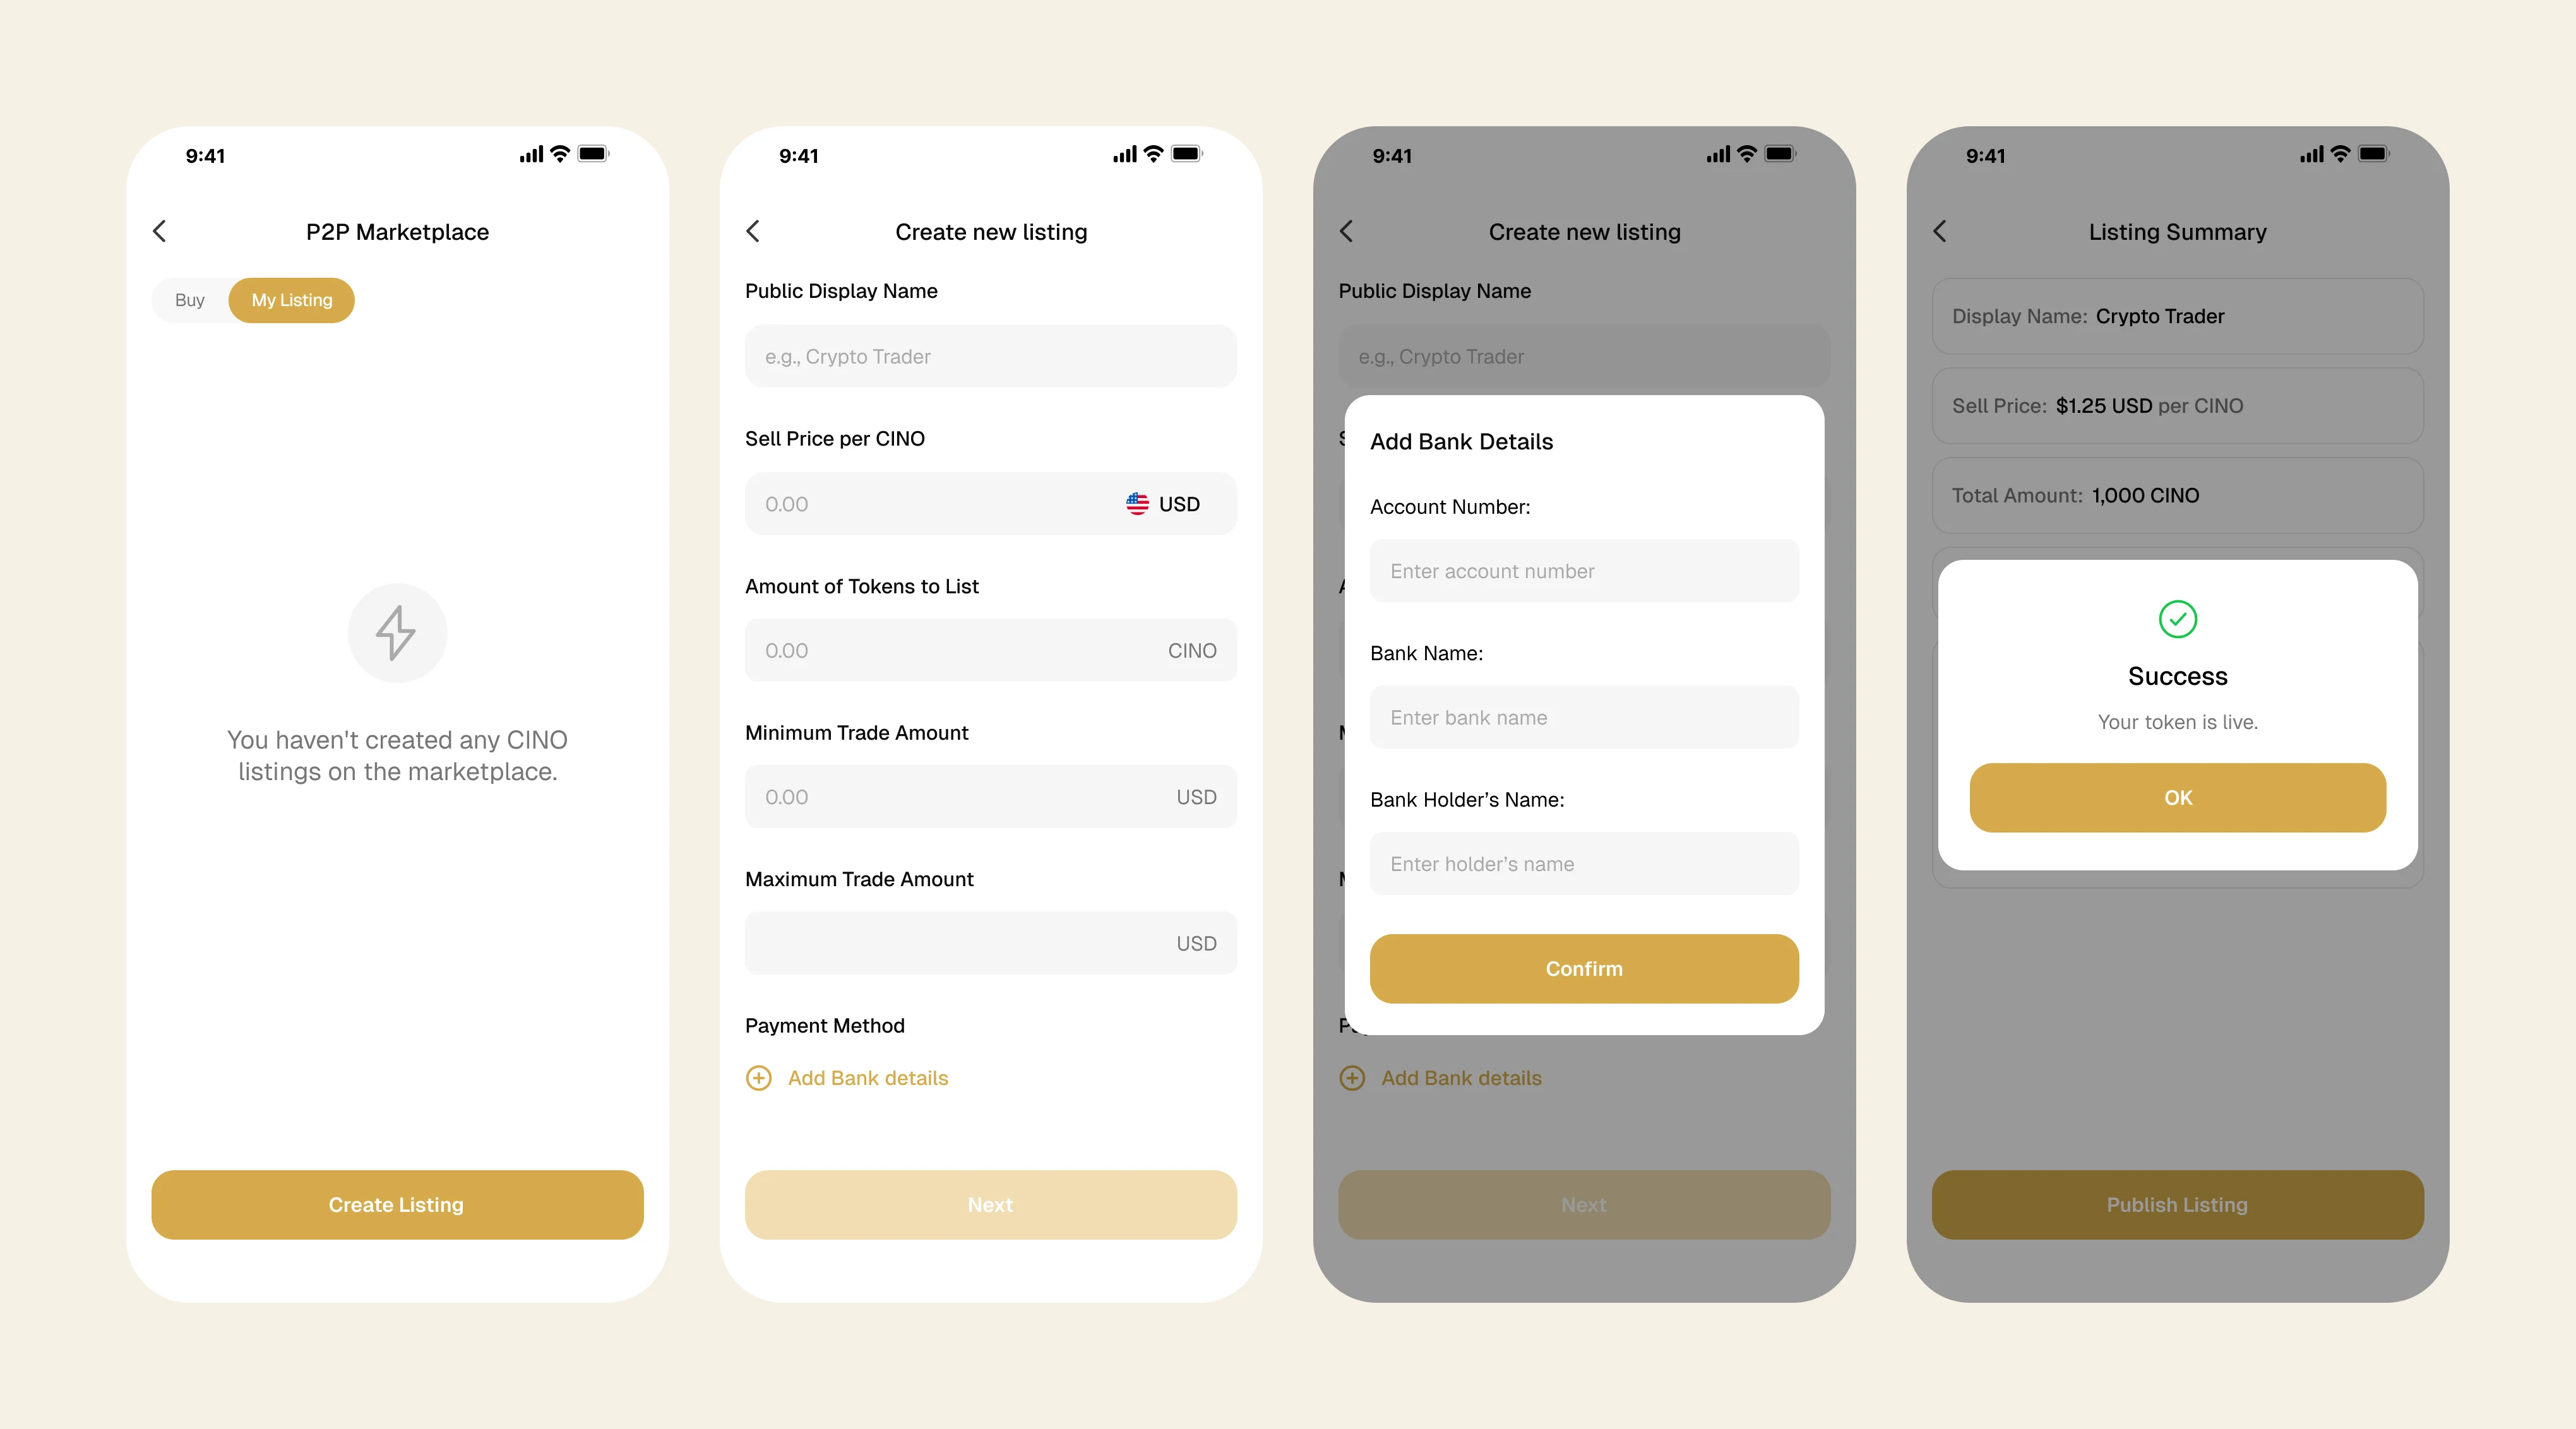 9:41
P2P Marketplace
Buy
My Listing
You haven't created any CINO
listings on the marketplace.
Create Listing
9:41
Create new listing
Public Display Name
e.g., Crypto Trader
Sell Price per CINO
0.00 USD
Amount of Tokens to List
0.00 CINO
Minimum Trade Amount
0.00 USD
Maximum Trade Amount
USD
Payment Method
Add Bank details
Next
9:41
Create new listing
Public Display Name
e.g., Crypto Trader
Add Bank Details
Account Number:
Enter account number
Bank Name:
Enter bank name
Bank Holder’s Name:
Enter holder’s name
Confirm
Add Bank details
Next
9:41
Listing Summary
Display Name: Crypto Trader
Sell Price: $1.25 USD per CINO
Total Amount: 1,000 CINO
Success
Your token is live.
OK
Publish Listing